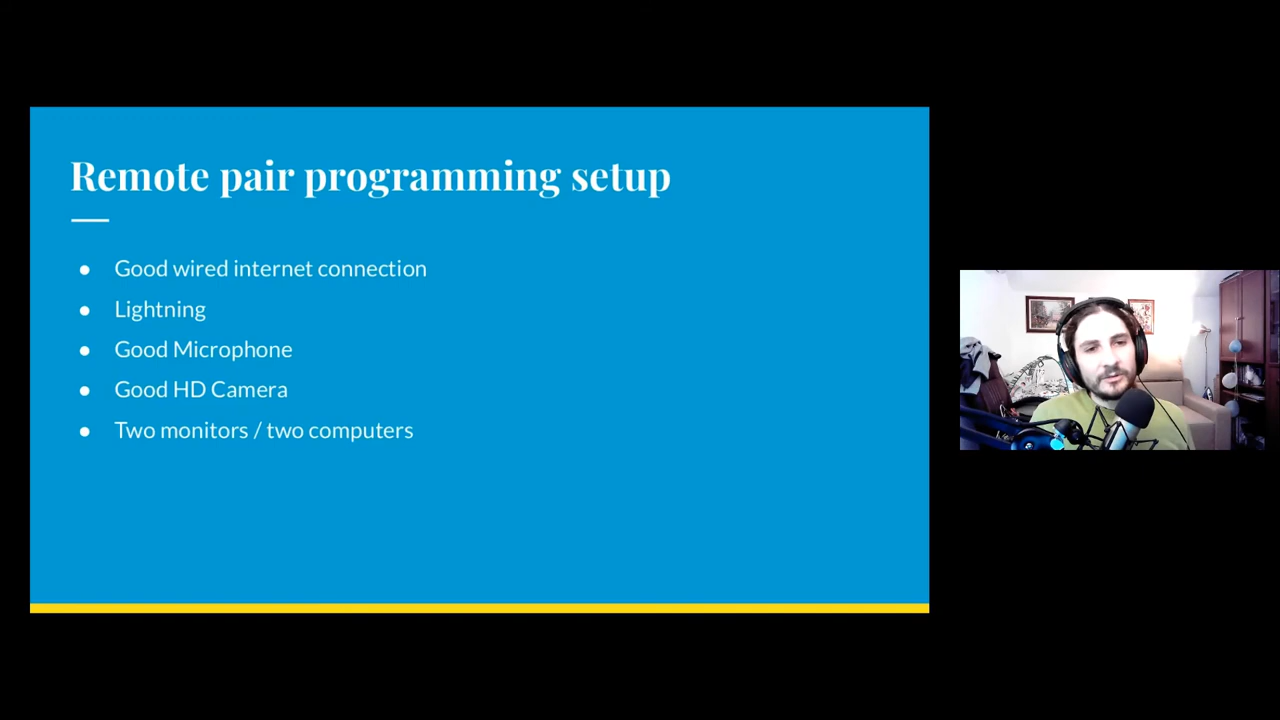 Remote pair programming setup
● Good wired internet connection
● Lightning
● Good Microphone
● Good HD Camera
● Two monitors / two computers